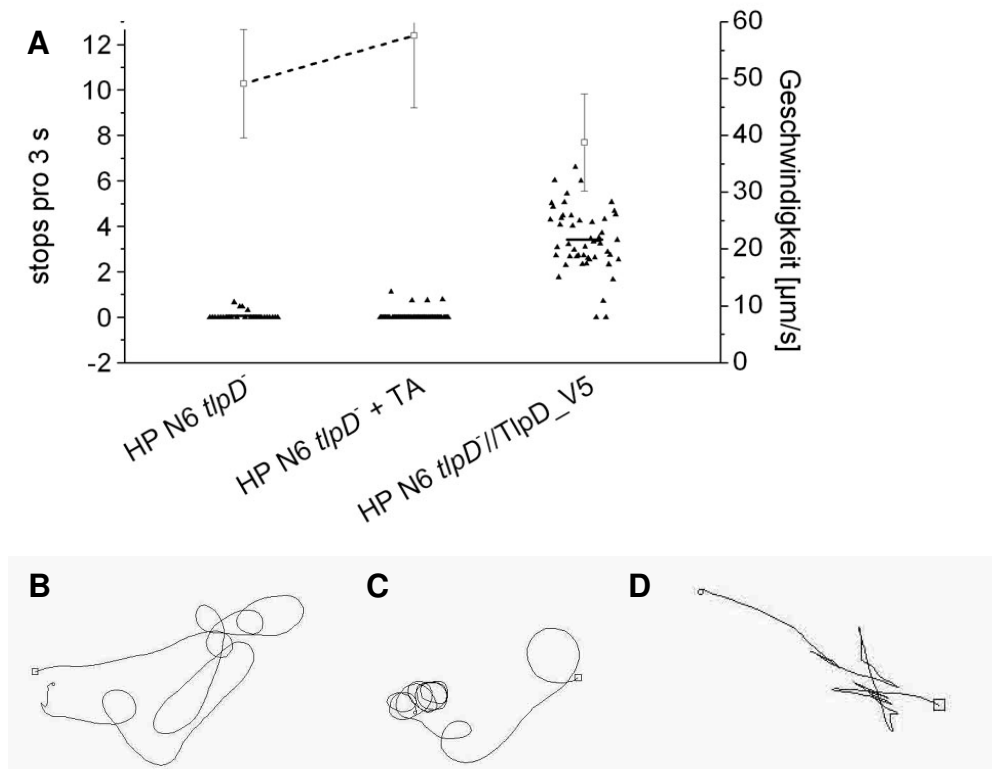 A
stops pro 3 s
12
10
8
6
4
2
0
-2
60
50
40
30
20
10
0
Geschwindigkeit [µm/s]
HP N6 tlpD⁻
HP N6 tlpD⁻ + TA
HP N6 tlpD⁻//TlpD_V5
B
C
D